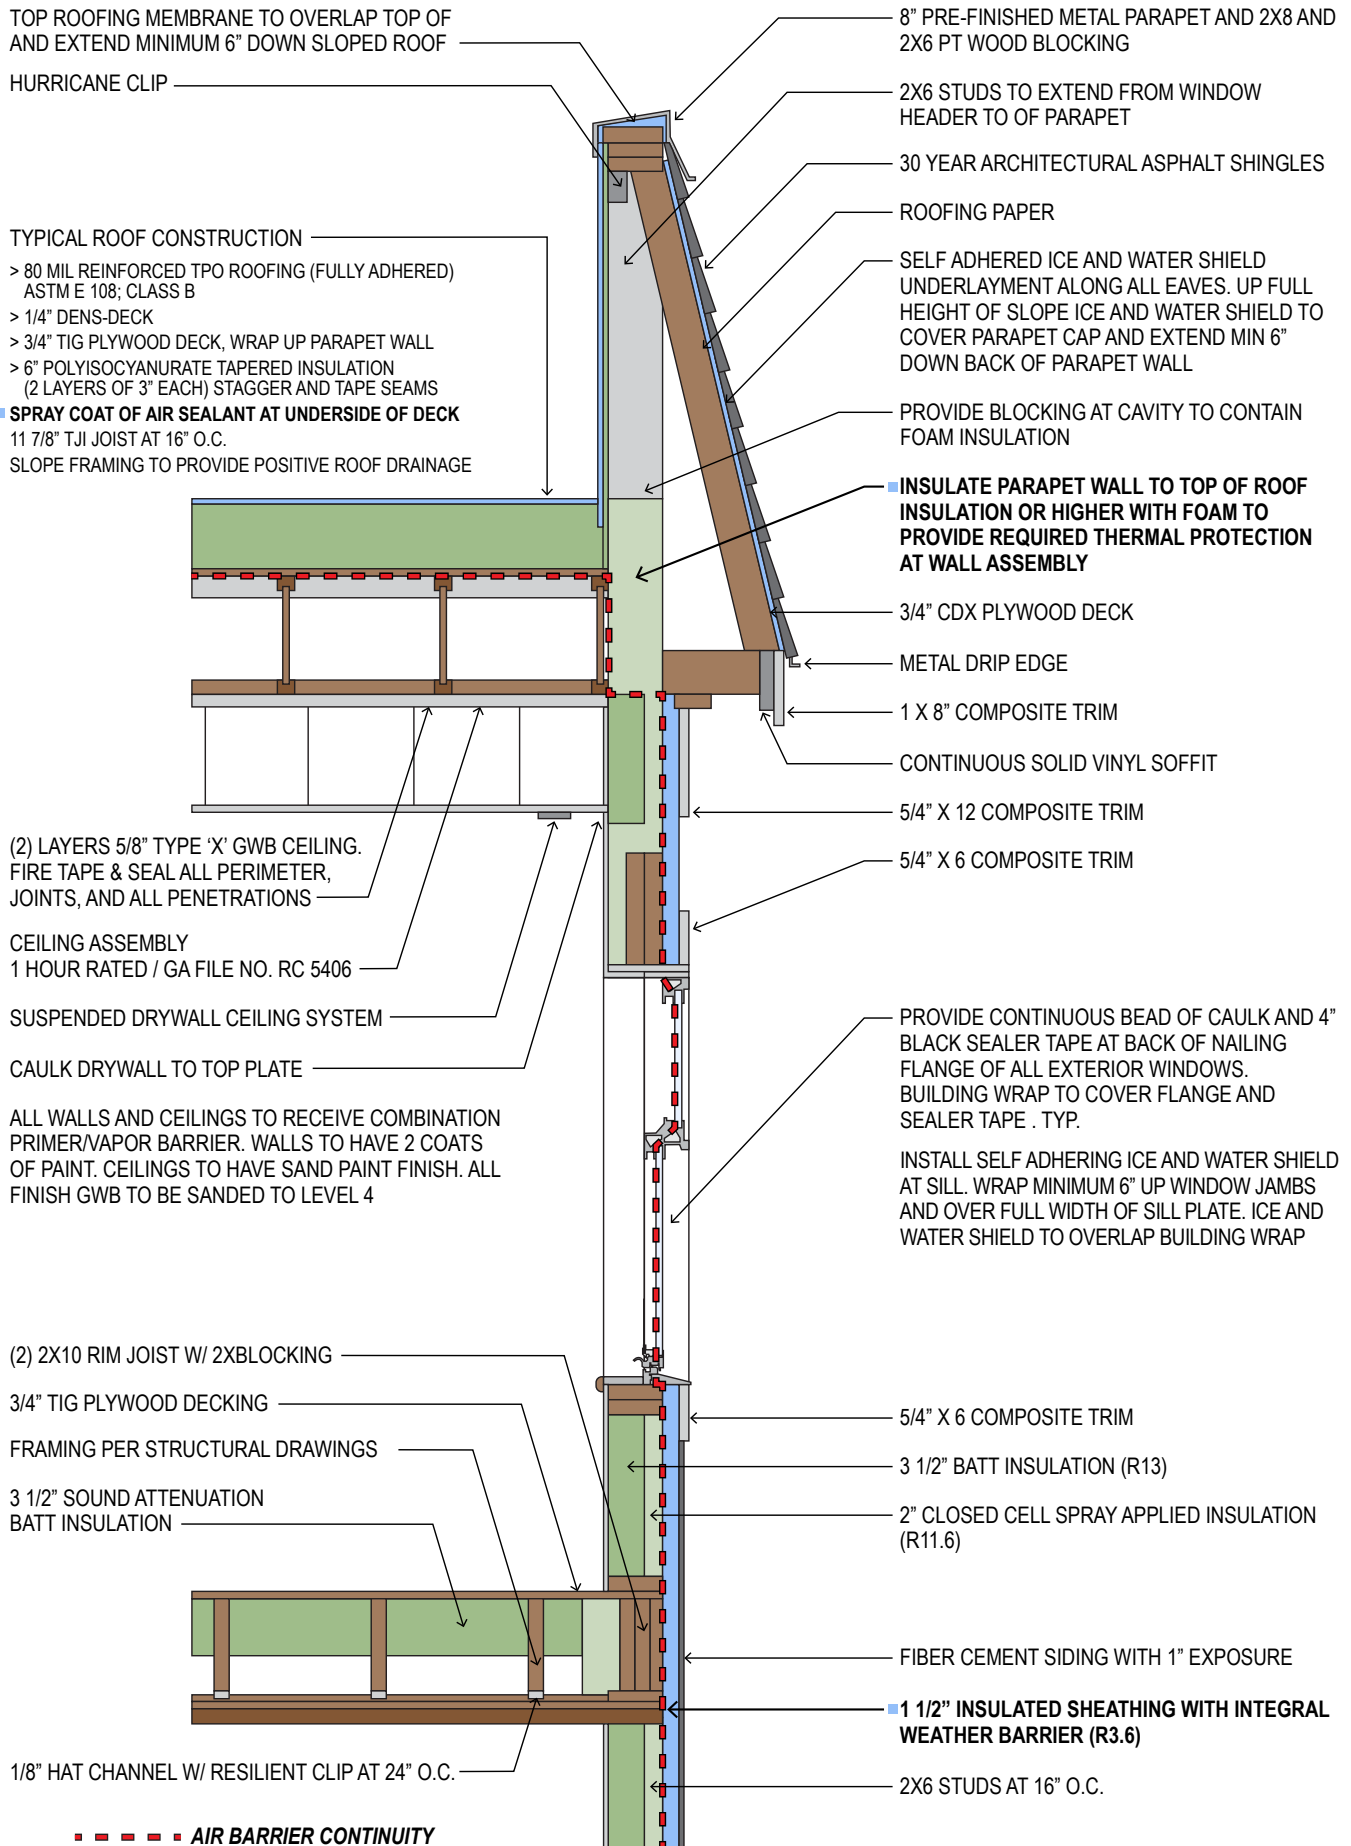 TOP ROOFING MEMBRANE TO OVERLAP TOP OF
AND EXTEND MINIMUM 6” DOWN SLOPED ROOF
HURRICANE CLIP
TYPICAL ROOF CONSTRUCTION
> 80 MIL REINFORCED TPO ROOFING (FULLY ADHERED)
ASTM E 108; CLASS B
> 1/4” DENS-DECK
> 3/4” TIG PLYWOOD DECK, WRAP UP PARAPET WALL
> 6” POLYISOCYANURATE TAPERED INSULATION
(2 LAYERS OF 3” EACH) STAGGER AND TAPE SEAMS
SPRAY COAT OF AIR SEALANT AT UNDERSIDE OF DECK
11 7/8” TJI JOIST AT 16” O.C.
SLOPE FRAMING TO PROVIDE POSITIVE ROOF DRAINAGE
(2) LAYERS 5/8” TYPE ‘X’ GWB CEILING.
FIRE TAPE & SEAL ALL PERIMETER,
JOINTS, AND ALL PENETRATIONS
CEILING ASSEMBLY
1 HOUR RATED / GA FILE NO. RC 5406
SUSPENDED DRYWALL CEILING SYSTEM
CAULK DRYWALL TO TOP PLATE
ALL WALLS AND CEILINGS TO RECEIVE COMBINATION
PRIMER/VAPOR BARRIER. WALLS TO HAVE 2 COATS
OF PAINT. CEILINGS TO HAVE SAND PAINT FINISH. ALL
FINISH GWB TO BE SANDED TO LEVEL 4
(2) 2X10 RIM JOIST W/ 2XBLOCKING
3/4” TIG PLYWOOD DECKING
FRAMING PER STRUCTURAL DRAWINGS
3 1/2” SOUND ATTENUATION
BATT INSULATION
1/8” HAT CHANNEL W/ RESILIENT CLIP AT 24” O.C.
AIR BARRIER CONTINUITY
8” PRE-FINISHED METAL PARAPET AND 2X8 AND
2X6 PT WOOD BLOCKING
2X6 STUDS TO EXTEND FROM WINDOW
HEADER TO OF PARAPET
30 YEAR ARCHITECTURAL ASPHALT SHINGLES
ROOFING PAPER
SELF ADHERED ICE AND WATER SHIELD
UNDERLAYMENT ALONG ALL EAVES. UP FULL
HEIGHT OF SLOPE ICE AND WATER SHIELD TO
COVER PARAPET CAP AND EXTEND MIN 6”
DOWN BACK OF PARAPET WALL
PROVIDE BLOCKING AT CAVITY TO CONTAIN
FOAM INSULATION
INSULATE PARAPET WALL TO TOP OF ROOF
INSULATION OR HIGHER WITH FOAM TO
PROVIDE REQUIRED THERMAL PROTECTION
AT WALL ASSEMBLY
3/4” CDX PLYWOOD DECK
METAL DRIP EDGE
1 X 8” COMPOSITE TRIM
CONTINUOUS SOLID VINYL SOFFIT
5/4” X 12 COMPOSITE TRIM
5/4” X 6 COMPOSITE TRIM
PROVIDE CONTINUOUS BEAD OF CAULK AND 4”
BLACK SEALER TAPE AT BACK OF NAILING
FLANGE OF ALL EXTERIOR WINDOWS.
BUILDING WRAP TO COVER FLANGE AND
SEALER TAPE . TYP.
INSTALL SELF ADHERING ICE AND WATER SHIELD
AT SILL. WRAP MINIMUM 6” UP WINDOW JAMBS
AND OVER FULL WIDTH OF SILL PLATE. ICE AND
WATER SHIELD TO OVERLAP BUILDING WRAP
5/4” X 6 COMPOSITE TRIM
3 1/2” BATT INSULATION (R13)
2” CLOSED CELL SPRAY APPLIED INSULATION
(R11.6)
FIBER CEMENT SIDING WITH 1” EXPOSURE
1 1/2” INSULATED SHEATHING WITH INTEGRAL
WEATHER BARRIER (R3.6)
2X6 STUDS AT 16” O.C.